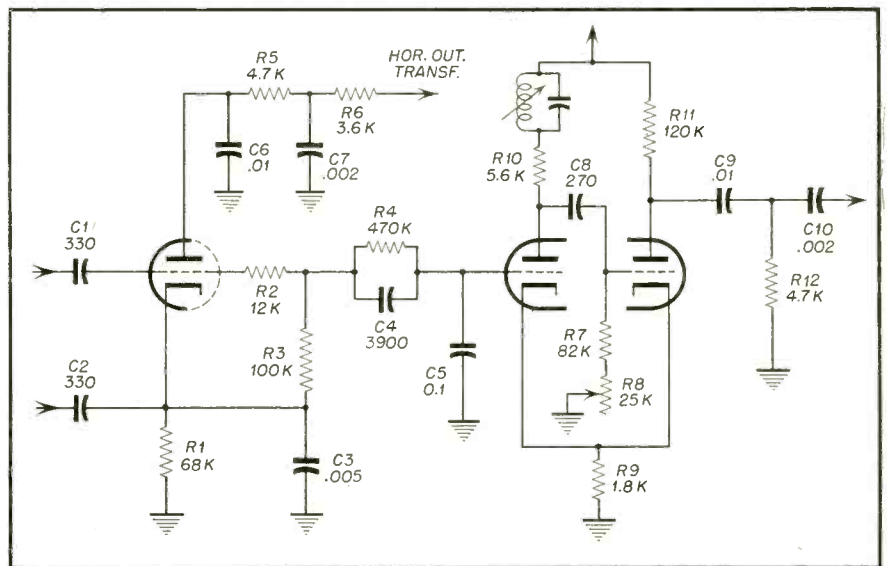 R5
4.7K
HOR. OUT.
TRANSF.
R6
3.6K
C6
.01
C7
.002
R10
5.6K
C8
270
R11
120K
C9
.01
C10
.002
C1
330
R4
470K
R2
12K
C4
3900
R3
100K
C5
0.1
R7
82K
R8
25K
R12
4.7K
C2
330
R1
68K
C3
.005
R9
1.8K